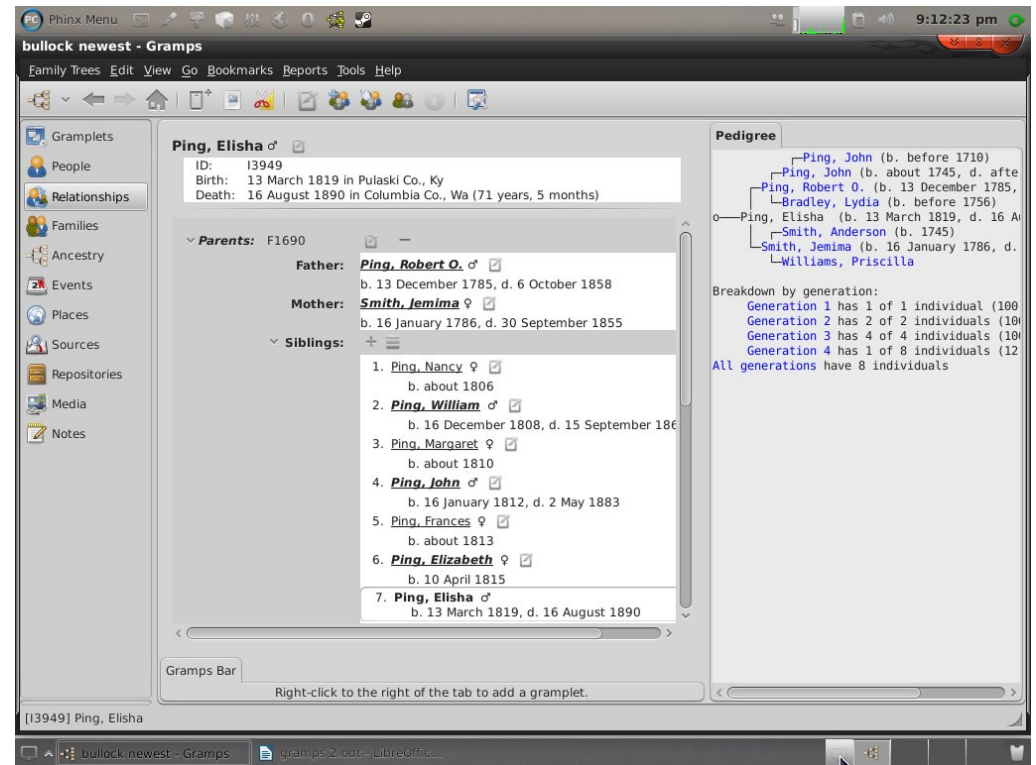 PC Phinx Menu
9:12:23 pm
bullock newest - Gramps
Family Trees Edit View Go Bookmarks Reports Tools Help
Gramplets
People
Relationships
Families
Ancestry
Events
Places
Sources
Repositories
Media
Notes
Ping, Elisha ♂
ID: I3949
Birth: 13 March 1819 in Pulaski Co., Ky
Death: 16 August 1890 in Columbia Co., Wa (71 years, 5 months)
Parents: F1690
Father: Ping, Robert O. ♂
b. 13 December 1785, d. 6 October 1858
Mother: Smith, Jemima ♀
b. 16 January 1786, d. 30 September 1855
Siblings:
1. Ping, Nancy ♀
b. about 1806
2. Ping, William ♂
b. 16 December 1808, d. 15 September 186
3. Ping, Margaret ♀
b. about 1810
4. Ping, John ♂
b. 16 January 1812, d. 2 May 1883
5. Ping, Frances ♀
b. about 1813
6. Ping, Elizabeth ♀
b. 10 April 1815
7. Ping, Elisha ♂
b. 13 March 1819, d. 16 August 1890
Gramps Bar
Right-click to the right of the tab to add a gramplet.
Pedigree
Ping, John (b. before 1710)
Ping, John (b. about 1745, d. afte
Ping, Robert O. (b. 13 December 1785,
Bradley, Lydia (b. before 1756)
Ping, Elisha (b. 13 March 1819, d. 16 A
Smith, Anderson (b. 1745)
Smith, Jemima (b. 16 January 1786, d.
Williams, Priscilla
Breakdown by generation:
Generation 1 has 1 of 1 individual (100
Generation 2 has 2 of 2 individuals (10
Generation 3 has 4 of 4 individuals (10
Generation 4 has 1 of 8 individuals (12
All generations have 8 individuals
[I3949] Ping, Elisha
bullock newest - Gramps
gramps 2.odt - LibreOffic...